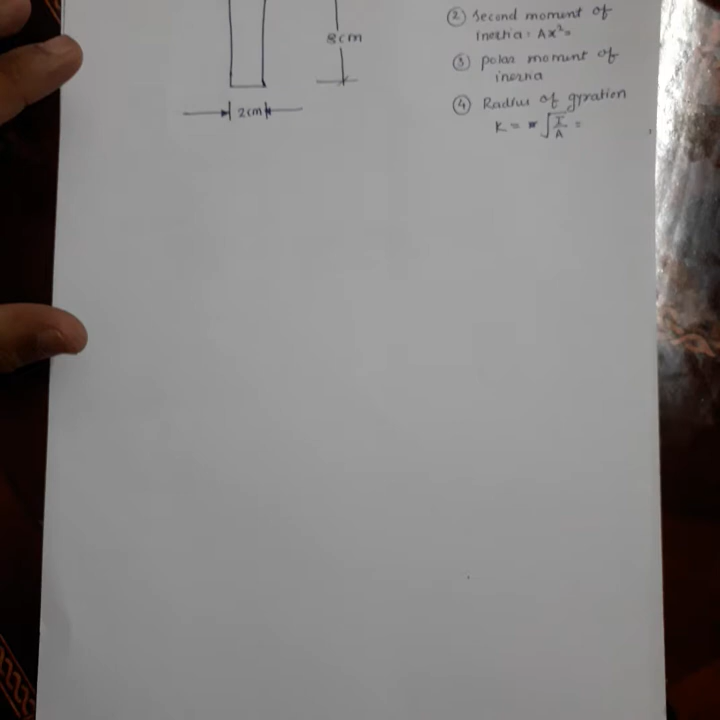 8cm
2cm
② Second moment of
inertia: Ax²=
③ polar moment of
inertia
④ Radius of gyration
K = √I/A =